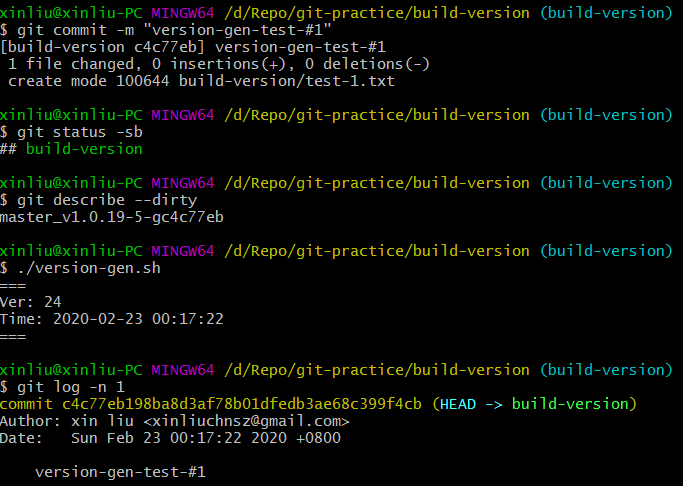 xinliu@xinliu-PC MINGW64 /d/Repo/git-practice/build-version (build-version)
$ git commit -m "version-gen-test-#1"
[build-version c4c77eb] version-gen-test-#1
 1 file changed, 0 insertions(+), 0 deletions(-)
 create mode 100644 build-version/test-1.txt

xinliu@xinliu-PC MINGW64 /d/Repo/git-practice/build-version (build-version)
$ git status -sb
## build-version

xinliu@xinliu-PC MINGW64 /d/Repo/git-practice/build-version (build-version)
$ git describe --dirty
master_v1.0.19-5-gc4c77eb

xinliu@xinliu-PC MINGW64 /d/Repo/git-practice/build-version (build-version)
$ ./version-gen.sh
===
Ver: 24
Time: 2020-02-23 00:17:22
===

xinliu@xinliu-PC MINGW64 /d/Repo/git-practice/build-version (build-version)
$ git log -n 1
commit c4c77eb198ba8d3af78b01dfedb3ae68c399f4cb (HEAD -> build-version)
Author: xin liu <xinliuchnsz@gmail.com>
Date:   Sun Feb 23 00:17:22 2020 +0800

    version-gen-test-#1